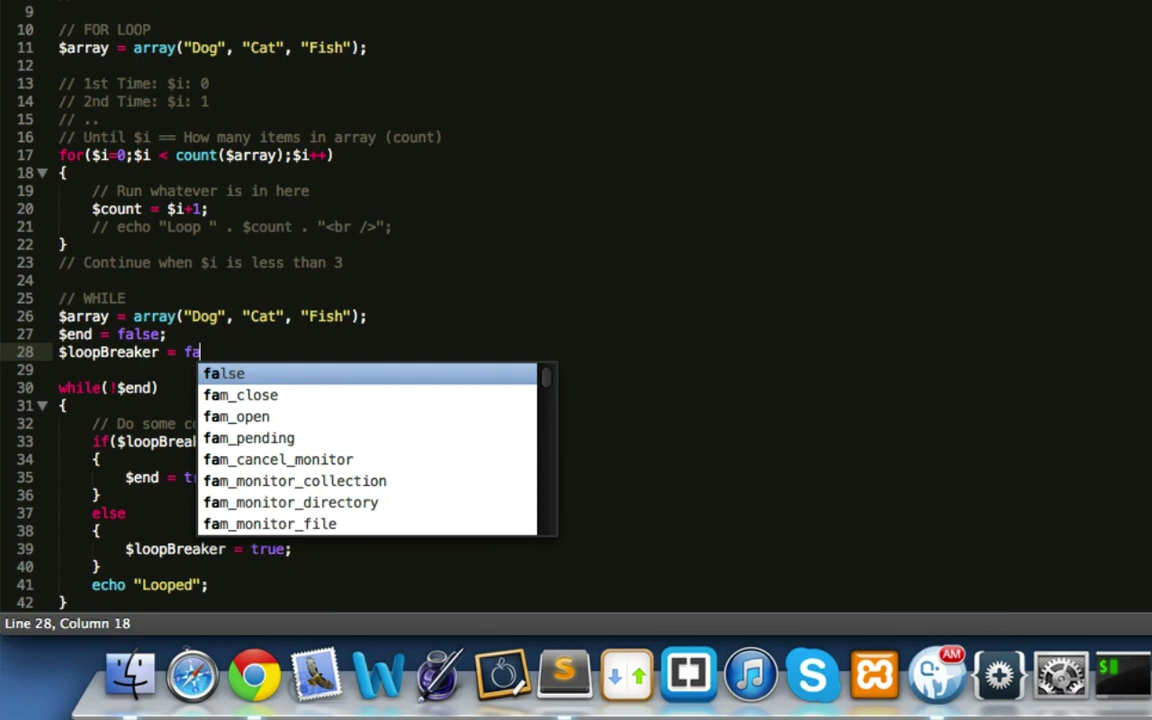 9
10 // FOR LOOP
11 $array = array("Dog", "Cat", "Fish");
12
13 // 1st Time: $i: 0
14 // 2nd Time: $i: 1
15 // ..
16 // Until $i == How many items in array (count)
17 for($i=0;$i < count($array);$i++)
18 {
19 // Run whatever is in here
20 $count = $i+1;
21 // echo "Loop " . $count . "<br />";
22 }
23 // Continue when $i is less than 3
24
25 // WHILE
26 $array = array("Dog", "Cat", "Fish");
27 $end = false;
28 $loopBreaker = fa
29 false
30 while(!$end) fam_close
31 { fam_open
32 // Do some co fam_pending
33 if($loopBreak fam_cancel_monitor
34 { fam_monitor_collection
35 $end = tr fam_monitor_directory
36 } fam_monitor_file
37 else
38 {
39 $loopBreaker = true;
40 }
41 echo "Looped";
42 }
Line 28, Column 18
W
S
S
AM
$